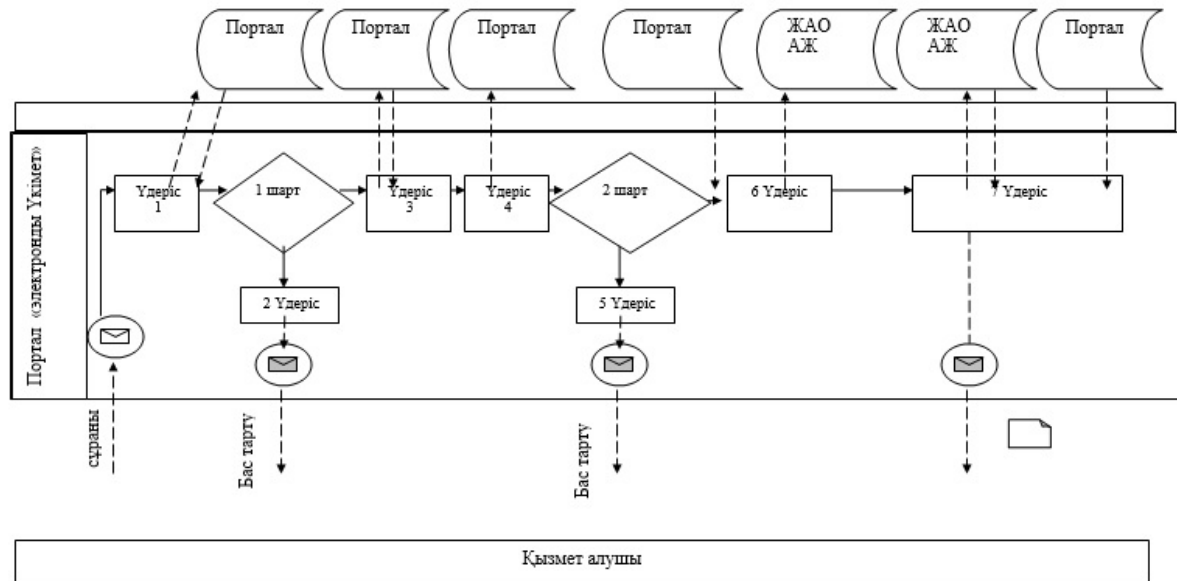 Портал
Портал
Портал
Портал
ЖАО
АЖ
ЖАО
АЖ
Портал
Портал «электронды Үкімет»
Үдеріс
1
1 шарт
Үдеріс
3
Үдеріс
4
2 шарт
6 Үдеріс
7 Үдеріс
2 Үдеріс
5 Үдеріс
сұраны
Бас тарту
Бас тарту
Қызмет алушы